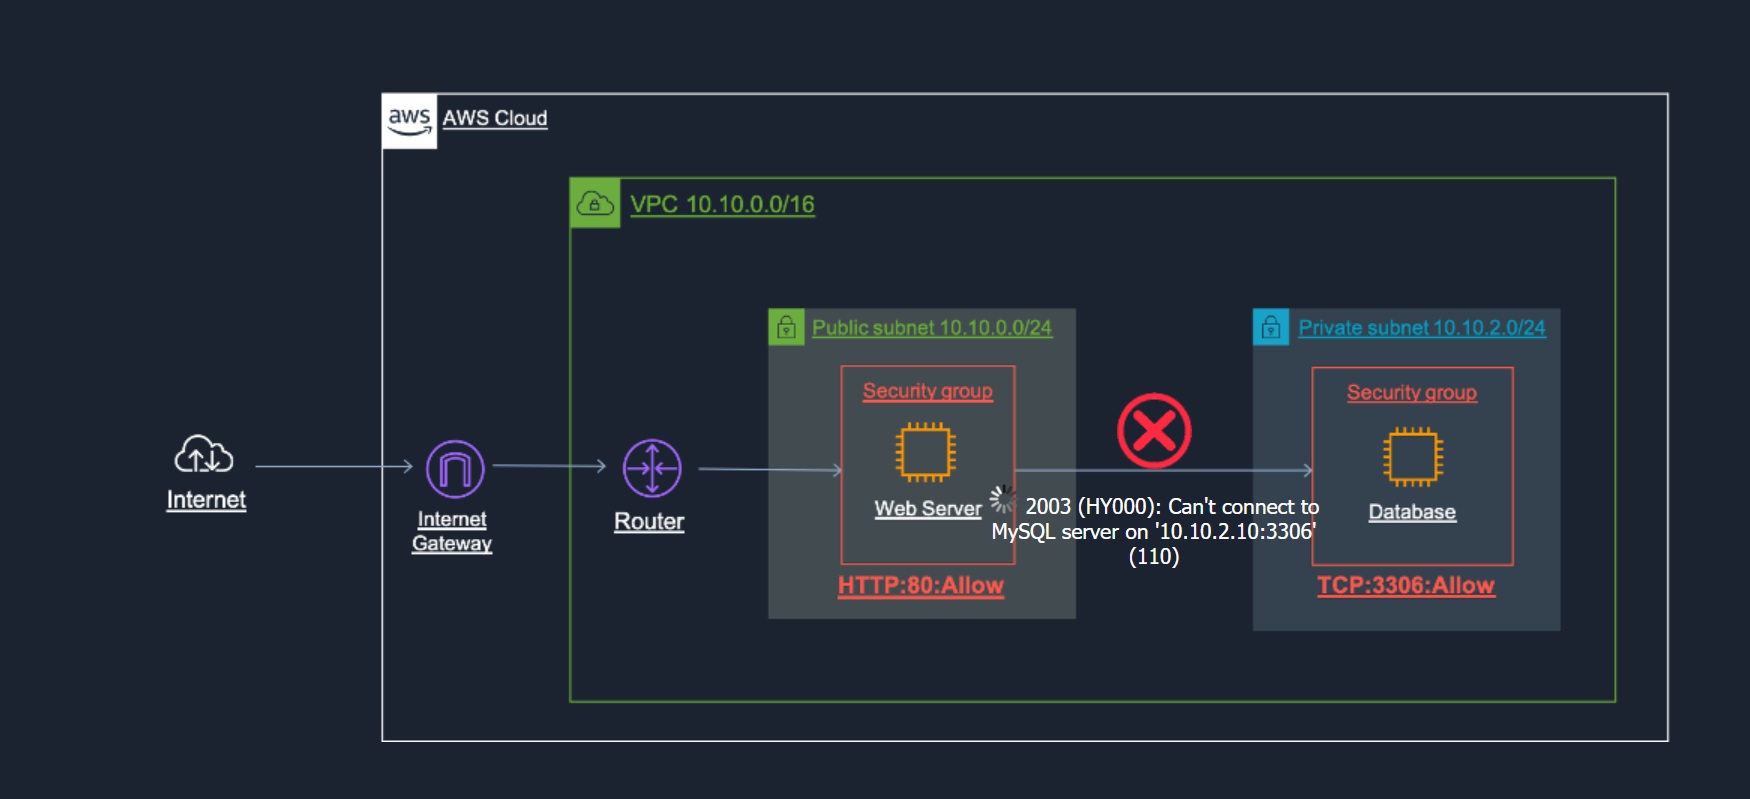 aws
AWS Cloud
VPC 10.10.0.0/16
Public subnet 10.10.0.0/24
Private subnet 10.10.2.0/24
Security group
Security group
Internet
Internet
Gateway
Router
Web Server
Database
2003 (HY000): Can't connect to
MySQL server on '10.10.2.10:3306'
(110)
HTTP:80:Allow
TCP:3306:Allow